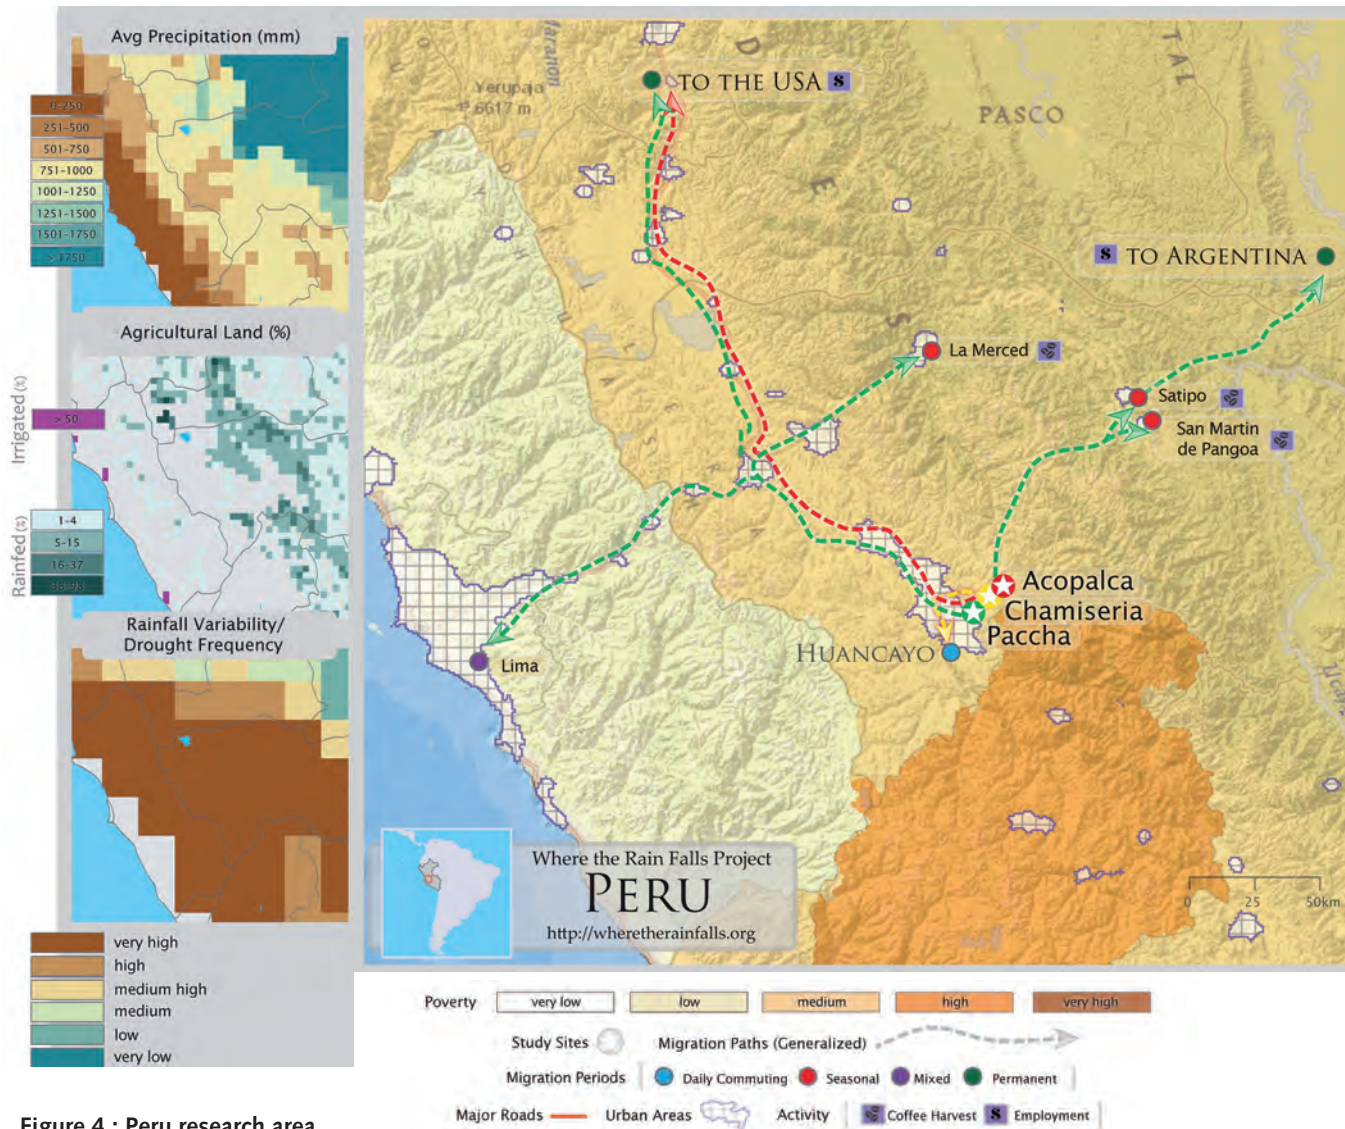 Avg Precipitation (mm)
0-250
251-500
501-750
751-1000
1001-1250
1251-1500
1501-1750
> 1750
Agricultural Land (%)
Irrigated (%)
> 50
Rainfed (%)
1-4
5-15
16-37
38-98
Rainfall Variability/
Drought Frequency
very high
high
medium high
medium
low
very low
Figure 4 : Peru research area
Yerupaja
6617 m
Maranon
TO THE USA $
PASCO
$ TO ARGENTINA
La Merced
Satipo
San Martin
de Pangoa
Acopalca
Chamiseria
Paccha
HUANCAYO
Lima
Where the Rain Falls Project
PERU
http://wheretherainfalls.org
0 25 50km
Poverty very low low medium high very high
Study Sites Migration Paths (Generalized)
Migration Periods Daily Commuting Seasonal Mixed Permanent
Major Roads Urban Areas Activity Coffee Harvest $ Employment